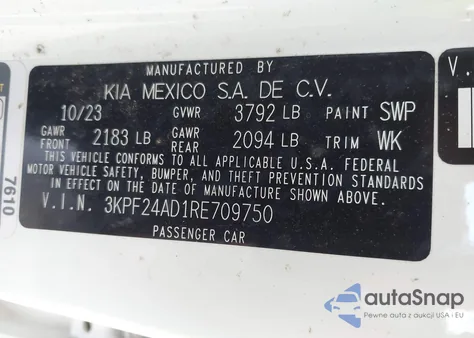 MANUFACTURED BY
KIA MEXICO S.A. DE C.V.
10/23 GVWR 3792 LB PAINT SWP
GAWR FRONT 2183 LB GAWR REAR 2094 LB TRIM WK
THIS VEHICLE CONFORMS TO ALL APPLICABLE U.S.A. FEDERAL
MOTOR VEHICLE SAFETY, BUMPER, AND THEFT PREVENTION STANDARDS
IN EFFECT ON THE DATE OF MANUFACTURE SHOWN ABOVE.
V.I.N. 3KPF24AD1RE709750
PASSENGER CAR
7610
V.
autoSnap
Pewne auta z aukcji USA i EU